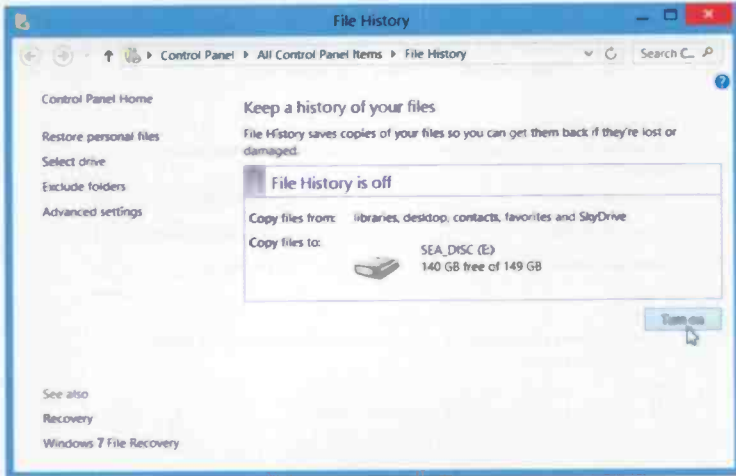 File History
Control Panel All Control Panel Items File History
Search C...
Control Panel Home
Restore personal files
Select drive
Exclude folders
Advanced settings
Keep a history of your files
File History saves copies of your files so you can get them back if they're lost or
damaged.
File History is off
Copy files from: libraries, desktop, contacts, favorites and SkyDrive
Copy files to:
SEA_DISC (E:)
140 GB free of 149 GB
Turn on
See also
Recovery
Windows 7 File Recovery